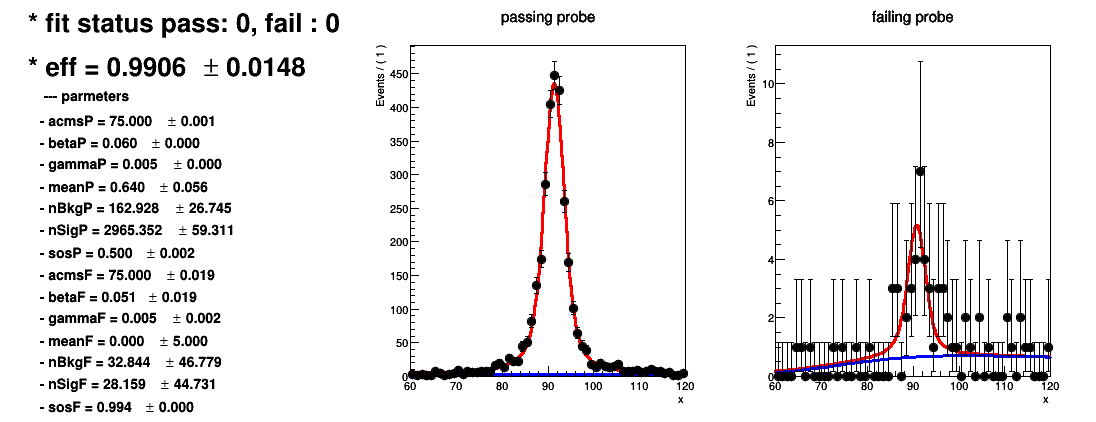 * fit status pass: 0, fail : 0
* eff = 0.9906 ± 0.0148
--- parmeters
- acmsP = 75.000 ± 0.001
- betaP = 0.060 ± 0.000
- gammaP = 0.005 ± 0.000
- meanP = 0.640 ± 0.056
- nBkgP = 162.928 ± 26.745
- nSigP = 2965.352 ± 59.311
- sosP = 0.500 ± 0.002
- acmsF = 75.000 ± 0.019
- betaF = 0.051 ± 0.019
- gammaF = 0.005 ± 0.002
- meanF = 0.000 ± 5.000
- nBkgF = 32.844 ± 46.779
- nSigF = 28.159 ± 44.731
- sosF = 0.994 ± 0.000
passing probe
Events / ( 1 )
450
400
350
300
250
200
150
100
50
0
60 70 80 90 100 110 120
x
failing probe
Events / ( 1 )
10
8
6
4
2
0
60 70 80 90 100 110 120
x